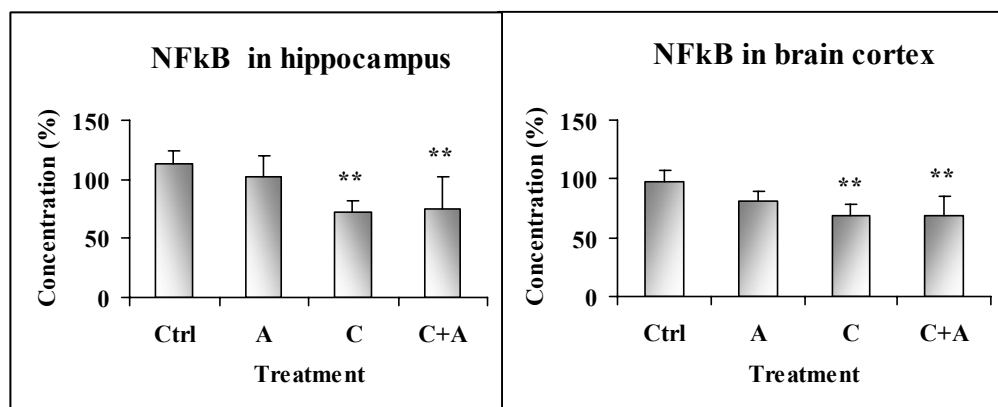 NFkB in hippocampus
Concentration (%)
150
100
50
0
**
**
Ctrl A C C+A
Treatment
NFkB in brain cortex
Concentration (%)
150
100
50
0
**
**
Ctrl A C C+A
Treatment